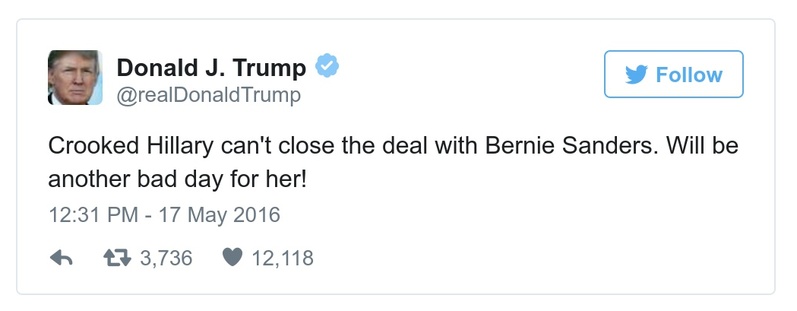 Donald J. Trump
@realDonaldTrump
Follow
Crooked Hillary can't close the deal with Bernie Sanders. Will be
another bad day for her!
12:31 PM - 17 May 2016
3,736 12,118